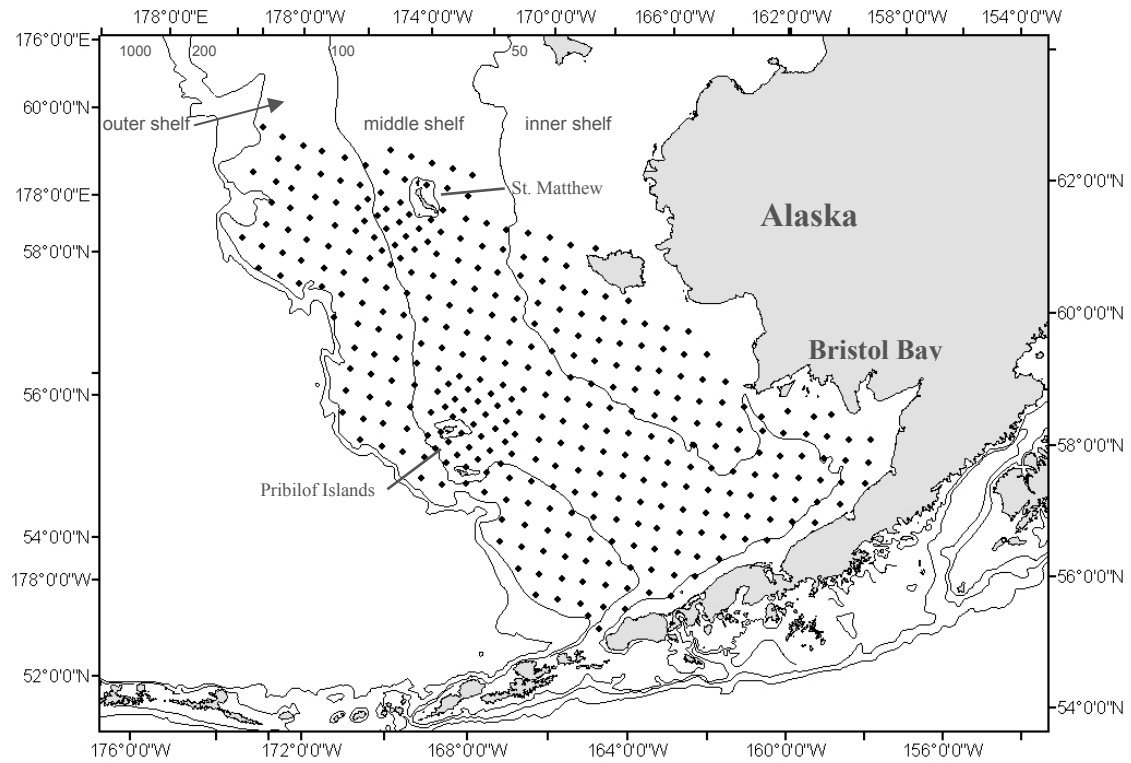 178°0'0"E 178°0'0"W 174°0'0"W 170°0'0"W 166°0'0"W 162°0'0"W 158°0'0"W 154°0'0"W
176°0'0"E
1000 200 100 50
60°0'0"N
outer shelf middle shelf inner shelf
178°0'0"E St. Matthew 62°0'0"N
Alaska
58°0'0"N
60°0'0"N
Bristol Bay
56°0'0"N
58°0'0"N
Pribilof Islands
54°0'0"N
178°0'0"W 56°0'0"N
52°0'0"N
54°0'0"N
176°0'0"W 172°0'0"W 168°0'0"W 164°0'0"W 160°0'0"W 156°0'0"W